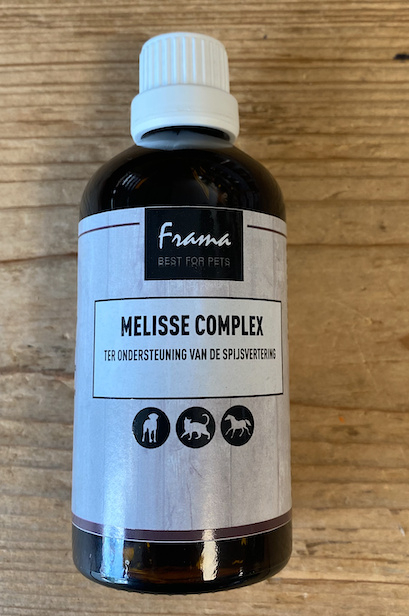 Frama
BEST FOR PETS
MELISSE COMPLEX
TER ONDERSTEUNING VAN DE SPIJSVERTERING